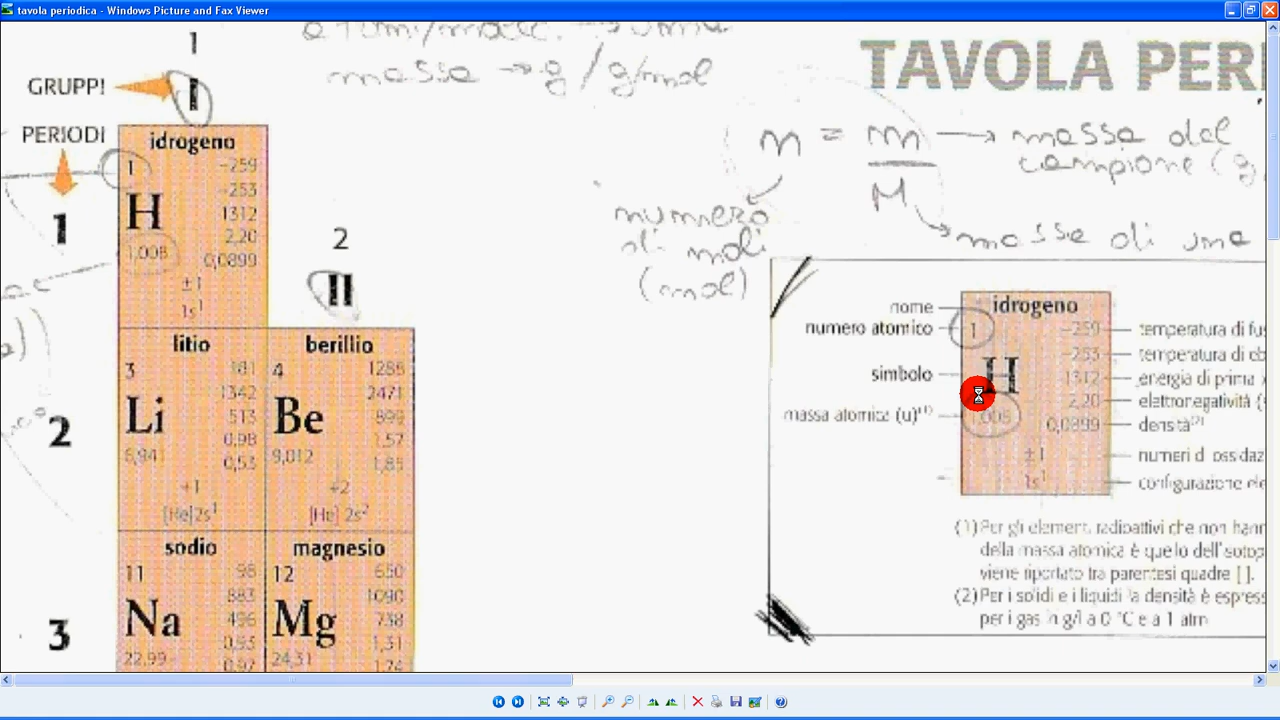 tavola periodica - Windows Picture and Fax Viewer
massa → g / g/mol
TAVOLA PER
1
GRUPPI
I
PERIODI
n = m → massa del
campione (g
M
numero
di moli
(mol)
massa di una
idrogeno
1
-259
-253
H
1312
2,20
1,008
0,0899
±1
1s¹
1
2
II
litio
3
181
1342
Li
513
0,98
6,941
0,53
+1
[He]2s¹
berillio
4
1285
2471
Be
899
1,57
9,012
1,85
+2
[He] 2s²
2
sodio
11
98
883
Na
496
0,93
22,99
0,97
magnesio
12
650
1090
Mg
738
1,31
24,31
1,74
3
nome
idrogeno
numero atomico
1
-259
temperatura di fus
-253
temperatura di eb
simbolo
H
1312
energia di prima
2,20
elettronegatività (
massa atomica (u)⁽¹⁾
1,008
0,0899
densità⁽²⁾
±1
numeri di ossidaz
1s¹
configurazione ele
(1) Per gli elementi radioattivi che non hann
della massa atomica è quello dell'isotop
viene riportato tra parentesi quadre [ ].
(2) Per i solidi e i liquidi la densità è espres
per i gas in g/l a 0 °C e a 1 atm